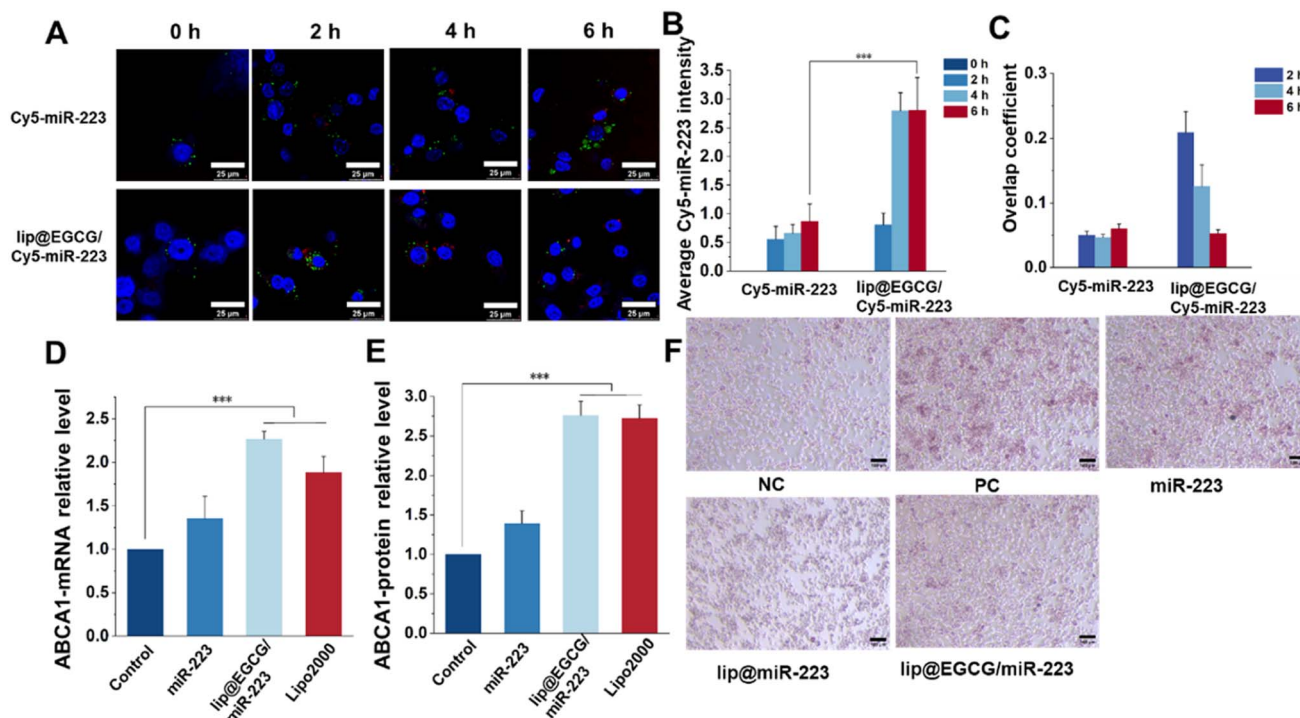 A
0 h
2 h
4 h
6 h
Cy5-miR-223
25 μm
25 μm
25 μm
25 μm
lip@EGCG/
Cy5-miR-223
25 μm
25 μm
25 μm
25 μm
B
Average Cy5-miR-223 intensity
3.5
3.0
2.5
2.0
1.5
1.0
0.5
0.0
***
0 h
2 h
4 h
6 h
Cy5-miR-223
lip@EGCG/
Cy5-miR-223
C
Overlap coefficient
0.3
0.2
0.1
0.0
2 h
4 h
6 h
Cy5-miR-223
lip@EGCG/
Cy5-miR-223
D
ABCA1-mRNA relative level
2.5
2.0
1.5
1.0
0.5
0.0
***
Control
miR-223
lip@EGCG/
miR-223
Lipo2000
E
ABCA1-protein relative level
3.0
2.5
2.0
1.5
1.0
0.5
0.0
***
Control
miR-223
lip@EGCG/
miR-223
Lipo2000
F
NC
PC
miR-223
lip@miR-223
lip@EGCG/miR-223